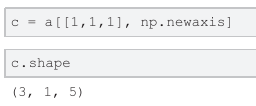 c = a[[1,1,1], np.newaxis]
c.shape
(3, 1, 5)